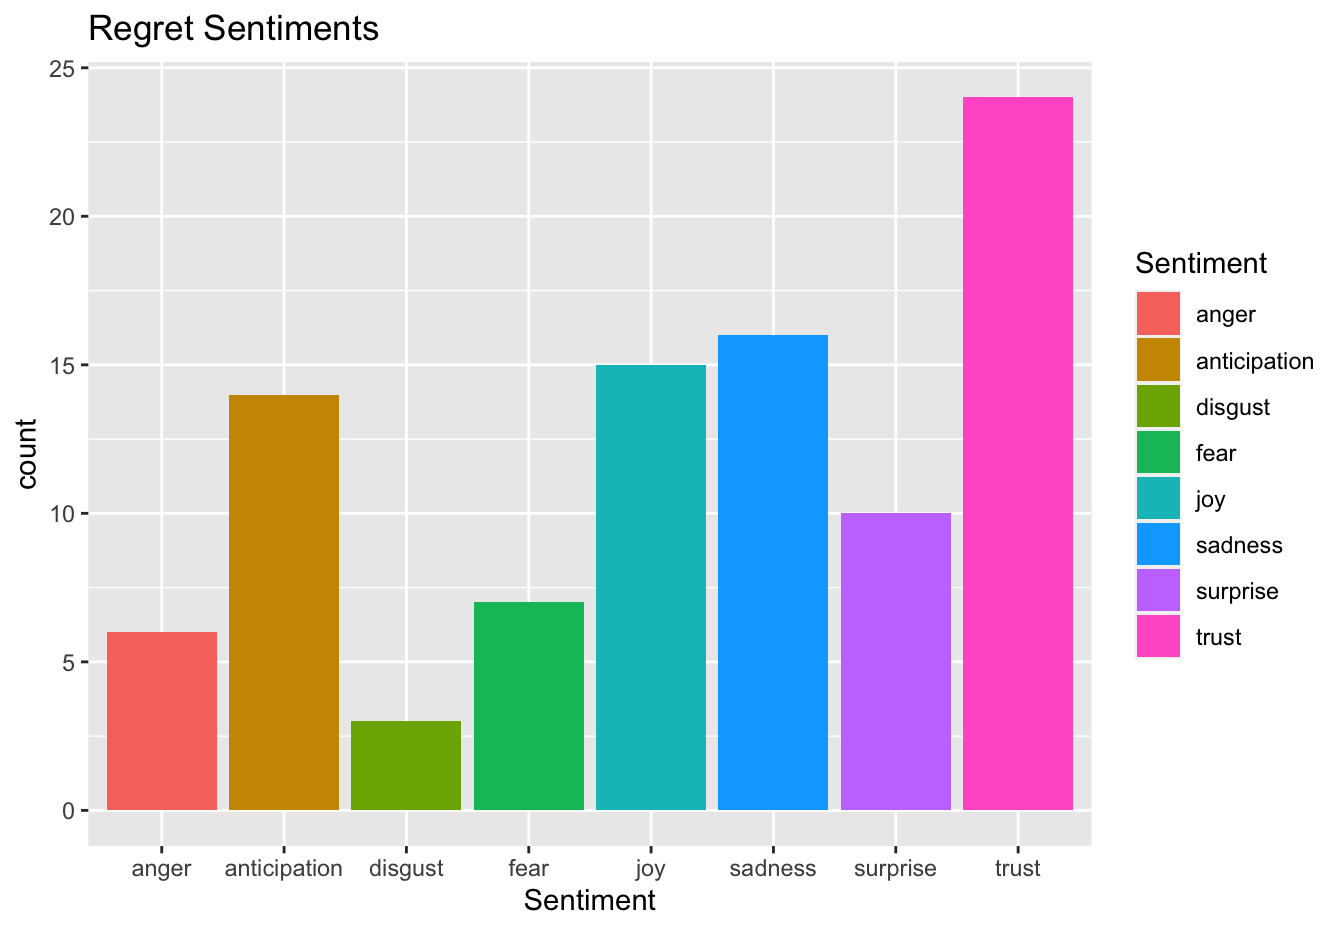 Regret Sentiments
25
20
15
10
5
0
count
anger anticipation disgust fear joy sadness surprise trust
Sentiment
Sentiment
anger
anticipation
disgust
fear
joy
sadness
surprise
trust